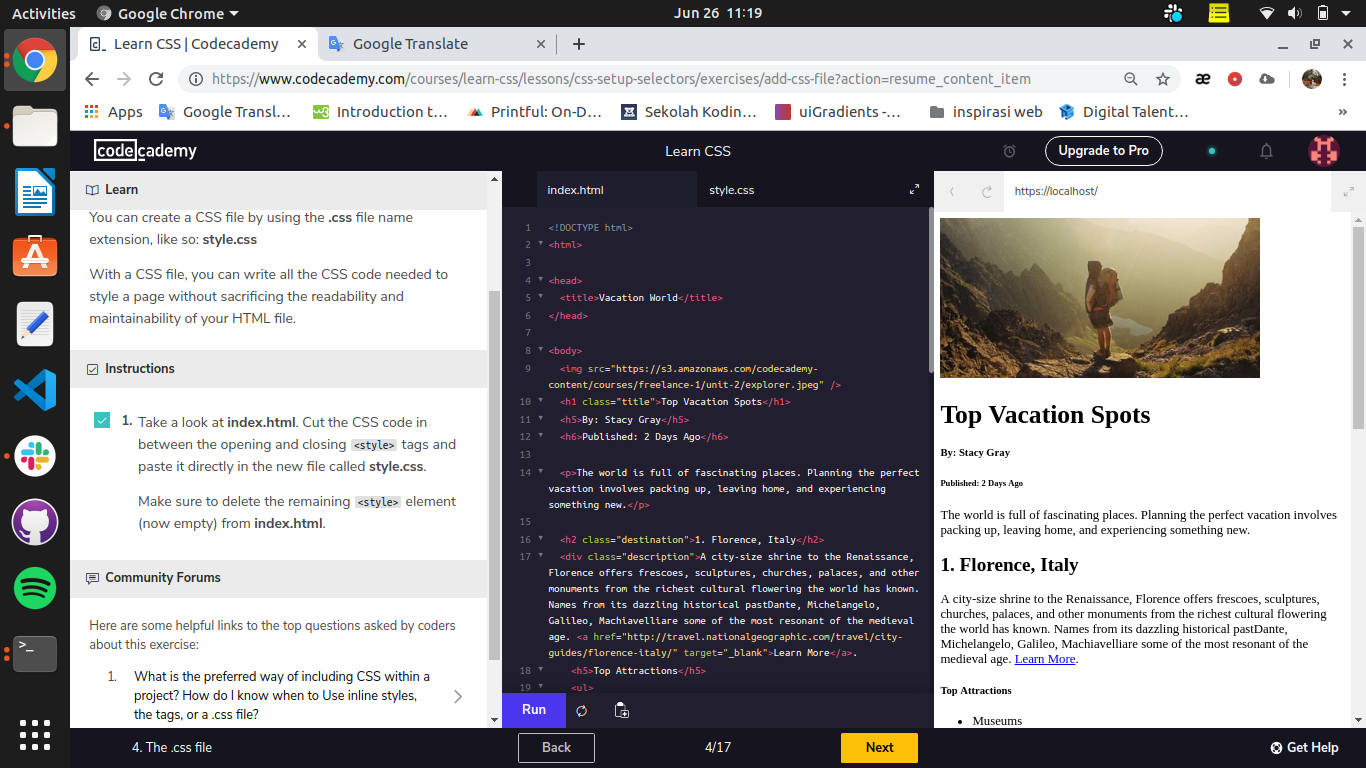 Activities
Google Chrome
Jun 26 11:19
Learn CSS | Codecademy
Google Translate
https://www.codecademy.com/courses/learn-css/lessons/css-setup-selectors/exercises/add-css-file?action=resume_content_item
Apps
Google Transl...
Introduction t...
Printful: On-D...
Sekolah Kodin...
uiGradients -...
inspirasi web
Digital Talent...
codecademy
Learn CSS
Upgrade to Pro
Learn
You can create a CSS file by using the .css file name
extension, like so: style.css
With a CSS file, you can write all the CSS code needed to
style a page without sacrificing the readability and
maintainability of your HTML file.
Instructions
1. Take a look at index.html. Cut the CSS code in
between the opening and closing <style> tags and
paste it directly in the new file called style.css.
Make sure to delete the remaining <style> element
(now empty) from index.html.
Community Forums
Here are some helpful links to the top questions asked by coders
about this exercise:
1. What is the preferred way of including CSS within a
project? How do I know when to Use inline styles,
the tags, or a .css file?
index.html
style.css
1 <!DOCTYPE html>
2 <html>
3
4 <head>
5 <title>Vacation World</title>
6 </head>
7
8 <body>
9 <img src="https://s3.amazonaws.com/codecademy-
content/courses/freelance-1/unit-2/explorer.jpeg" />
10 <h1 class="title">Top Vacation Spots</h1>
11 <h5>By: Stacy Gray</h5>
12 <h6>Published: 2 Days Ago</h6>
13
14 <p>The world is full of fascinating places. Planning the perfect
vacation involves packing up, leaving home, and experiencing
something new.</p>
15
16 <h2 class="destination">1. Florence, Italy</h2>
17 <div class="description">A city-size shrine to the Renaissance,
Florence offers frescoes, sculptures, churches, palaces, and other
monuments from the richest cultural flowering the world has known.
Names from its dazzling historical pastDante, Michelangelo,
Galileo, Machiavelliare some of the most resonant of the medieval
age. <a href="http://travel.nationalgeographic.com/travel/city-
guides/florence-italy/" target="_blank">Learn More</a>.
18 <h5>Top Attractions</h5>
19 <ul>
Run
https://localhost/
Top Vacation Spots
By: Stacy Gray
Published: 2 Days Ago
The world is full of fascinating places. Planning the perfect vacation involves
packing up, leaving home, and experiencing something new.
1. Florence, Italy
A city-size shrine to the Renaissance, Florence offers frescoes, sculptures,
churches, palaces, and other monuments from the richest cultural flowering
the world has known. Names from its dazzling historical pastDante,
Michelangelo, Galileo, Machiavelliare some of the most resonant of the
medieval age. Learn More.
Top Attractions
• Museums
4. The .css file
Back
4/17
Next
Get Help